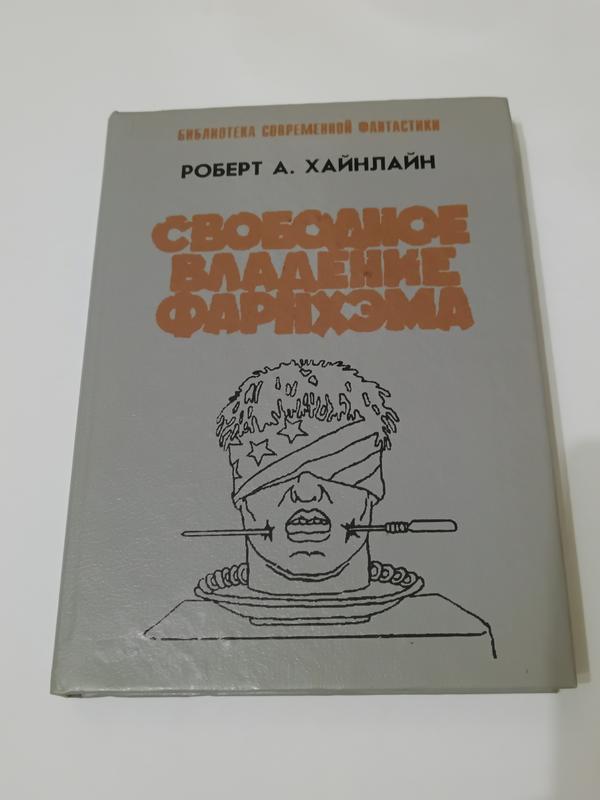 БИБЛИОТЕКА СОВРЕМЕННОЙ ФАНТАСТИКИ
РОБЕРТ А. ХАЙНЛАЙН
СВОБОДНОЕ
ВЛАДЕНИЕ
ФАРНХЭМА